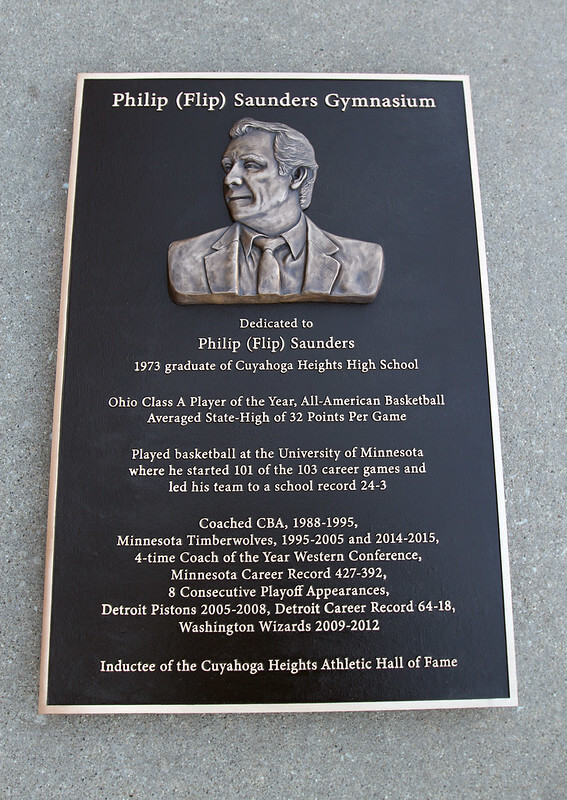 Philip (Flip) Saunders Gymnasium
Dedicated to
Philip (Flip) Saunders
1973 graduate of Cuyahoga Heights High School
Ohio Class A Player of the Year, All-American Basketball
Averaged State-High of 32 Points Per Game
Played basketball at the University of Minnesota
where he started 101 of the 103 career games and
led his team to a school record 24-3
Coached CBA, 1988-1995,
Minnesota Timberwolves, 1995-2005 and 2014-2015,
4-time Coach of the Year Western Conference,
Minnesota Career Record 427-392,
8 Consecutive Playoff Appearances,
Detroit Pistons 2005-2008, Detroit Career Record 64-18,
Washington Wizards 2009-2012
Inductee of the Cuyahoga Heights Athletic Hall of Fame